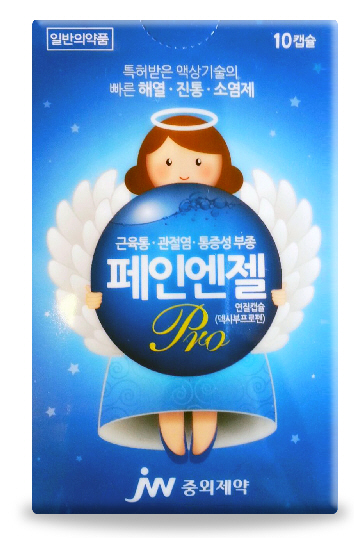 일반의약품
10캡슐
특허받은 액상기술의
빠른 해열·진통·소염제
근육통·관절염·통증성 부종
페인엔젤
연질캡슐
(덱시부프로펜)
Pro
jw 중외제약